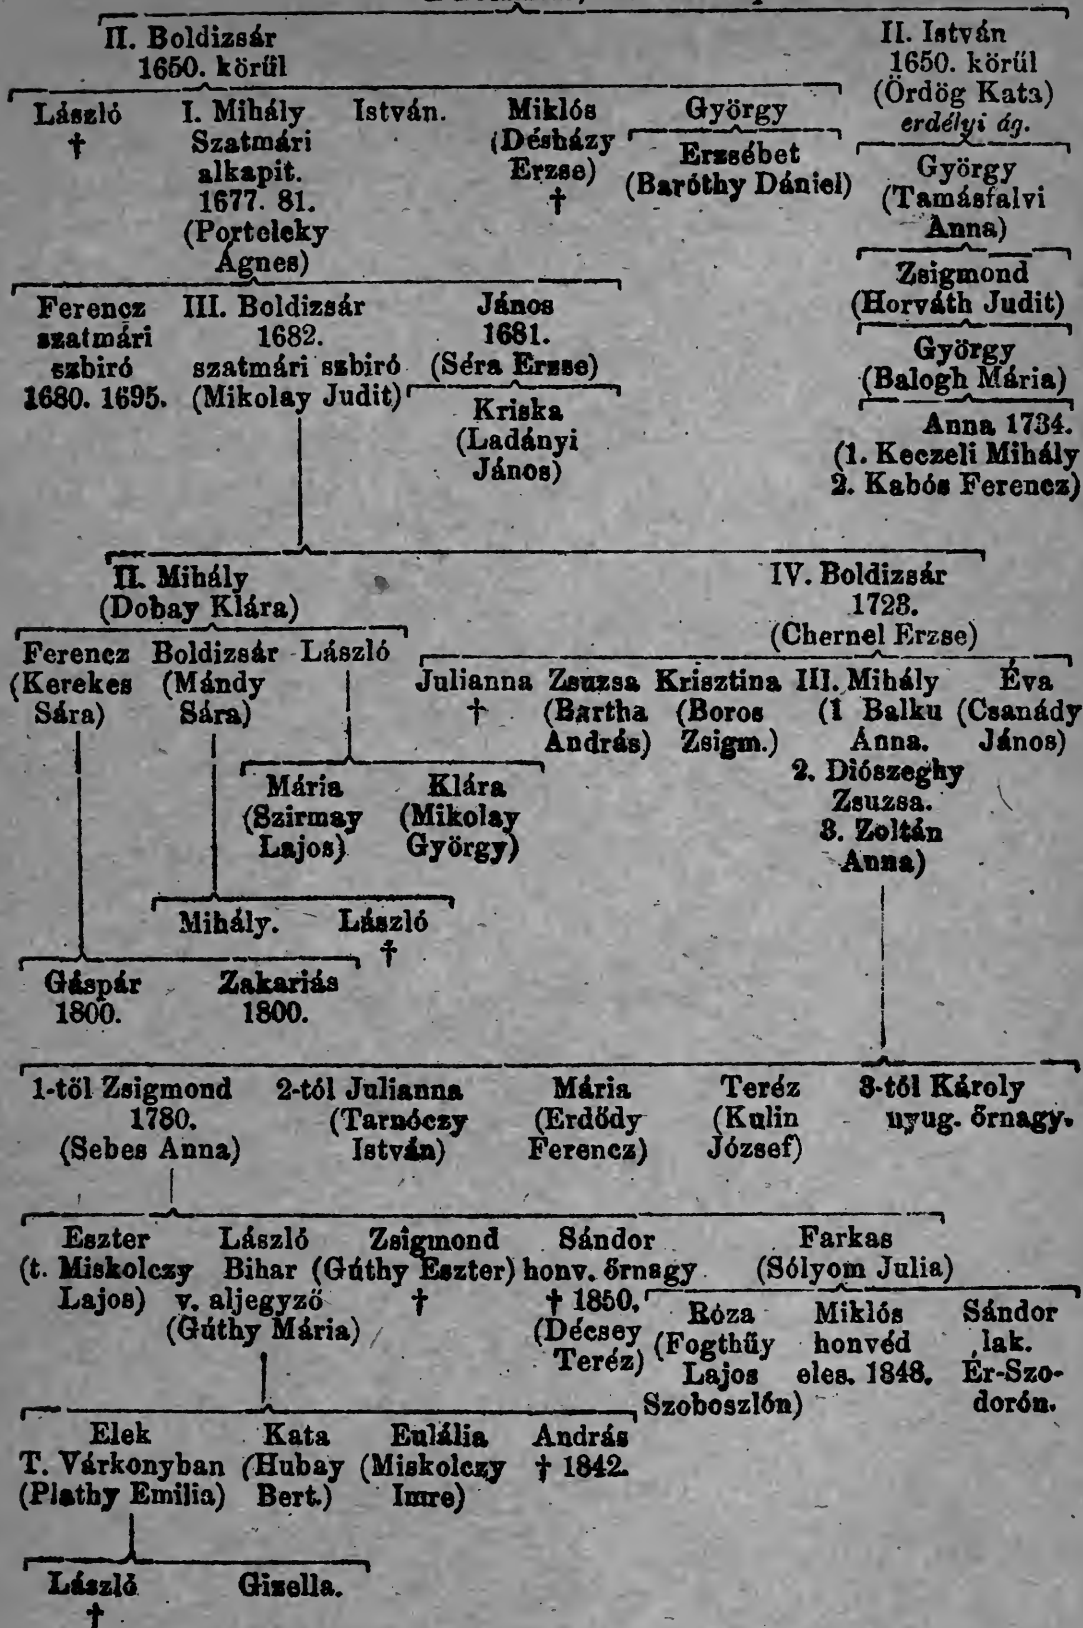 II. Boldizsár
1650. körűl
II. István
1650. körűl
(Ördög Kata)
erdélyi ág.
László
†
I. Mihály
Szatmári
alkapit.
1677. 81.
(Porteleky
Ágnes)
István.
Miklós
(Désházy
Erzse)
†
György
Erzsébet
(Baróthy Dániel)
György
(Tamásfalvi
Anna)
Zsigmond
(Horváth Judit)
György
(Balogh Mária)
Anna 1734.
(1. Keczeli Mihály
2. Kabós Ferencz)
Ferencz
szatmári
szbiró
1680. 1695.
III. Boldizsár
1682.
szatmári szbiró
(Mikolay Judit)
János
1681.
(Séra Erzse)
Kriska
(Ladányi
János)
II. Mihály
(Dobay Klára)
IV. Boldizsár
1723.
(Chernel Erzse)
Ferencz
(Kerekes
Sára)
Boldizsár
(Mándy
Sára)
László
Julianna
†
Zsuzsa
(Bartha
András)
Krisztina
(Boros
Zsigm.)
III. Mihály
(1 Balku
Anna.
2. Diószeghy
Zsuzsa.
3. Zoltán
Anna)
Éva
(Csanády
János)
Mária
(Szirmay
Lajos)
Klára
(Mikolay
György)
Mihály.
László
†
Gáspár
1800.
Zakariás
1800.
1-től Zsigmond
1780.
(Sebes Anna)
2-tól Julianna
(Tarnóczy
István)
Mária
(Erdődy
Ferencz)
Teréz
(Kulin
József)
3-tól Károly
nyug. őrnagy.
Eszter
(t. Miskolczy
Lajos)
László
Bihar
v. aljegyző
(Gúthy Mária)
Zsigmond
(Gúthy Eszter)
†
Sándor
honv. őrnagy
† 1850.
(Décsey
Teréz)
Farkas
(Sólyom Julia)
Róza
(Fogthűy
Lajos
Szoboszlón)
Miklós
honvéd
eles. 1848.
Sándor
lak.
Ér-Szo-
dorón.
Elek
T. Várkonyban
(Plathy Emilia)
Kata
(Hubay
Bert.)
Eulália
(Miskolczy
Imre)
András
† 1842.
László
†
Gizella.